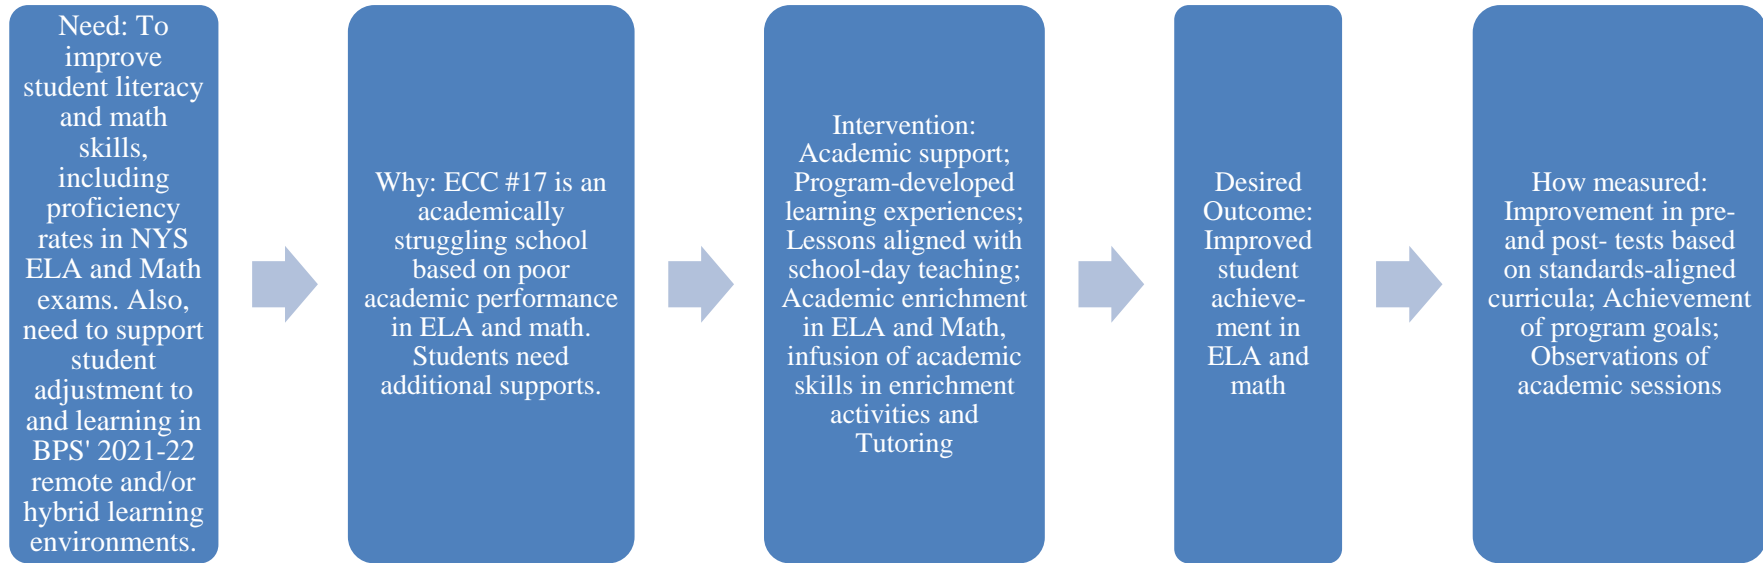 Need: To
improve
student literacy
and math
skills,
including
proficiency
rates in NYS
ELA and Math
exams. Also,
need to support
student
adjustment to
and learning in
BPS' 2021-22
remote and/or
hybrid learning
environments.
Why: ECC #17 is an
academically
struggling school
based on poor
academic performance
in ELA and math.
Students need
additional supports.
Intervention:
Academic support;
Program-developed
learning experiences;
Lessons aligned with
school-day teaching;
Academic enrichment
in ELA and Math,
infusion of academic
skills in enrichment
activities and
Tutoring
Desired
Outcome:
Improved
student
achieve-
ment in
ELA and
math
How measured:
Improvement in pre-
and post- tests based
on standards-aligned
curricula; Achievement
of program goals;
Observations of
academic sessions